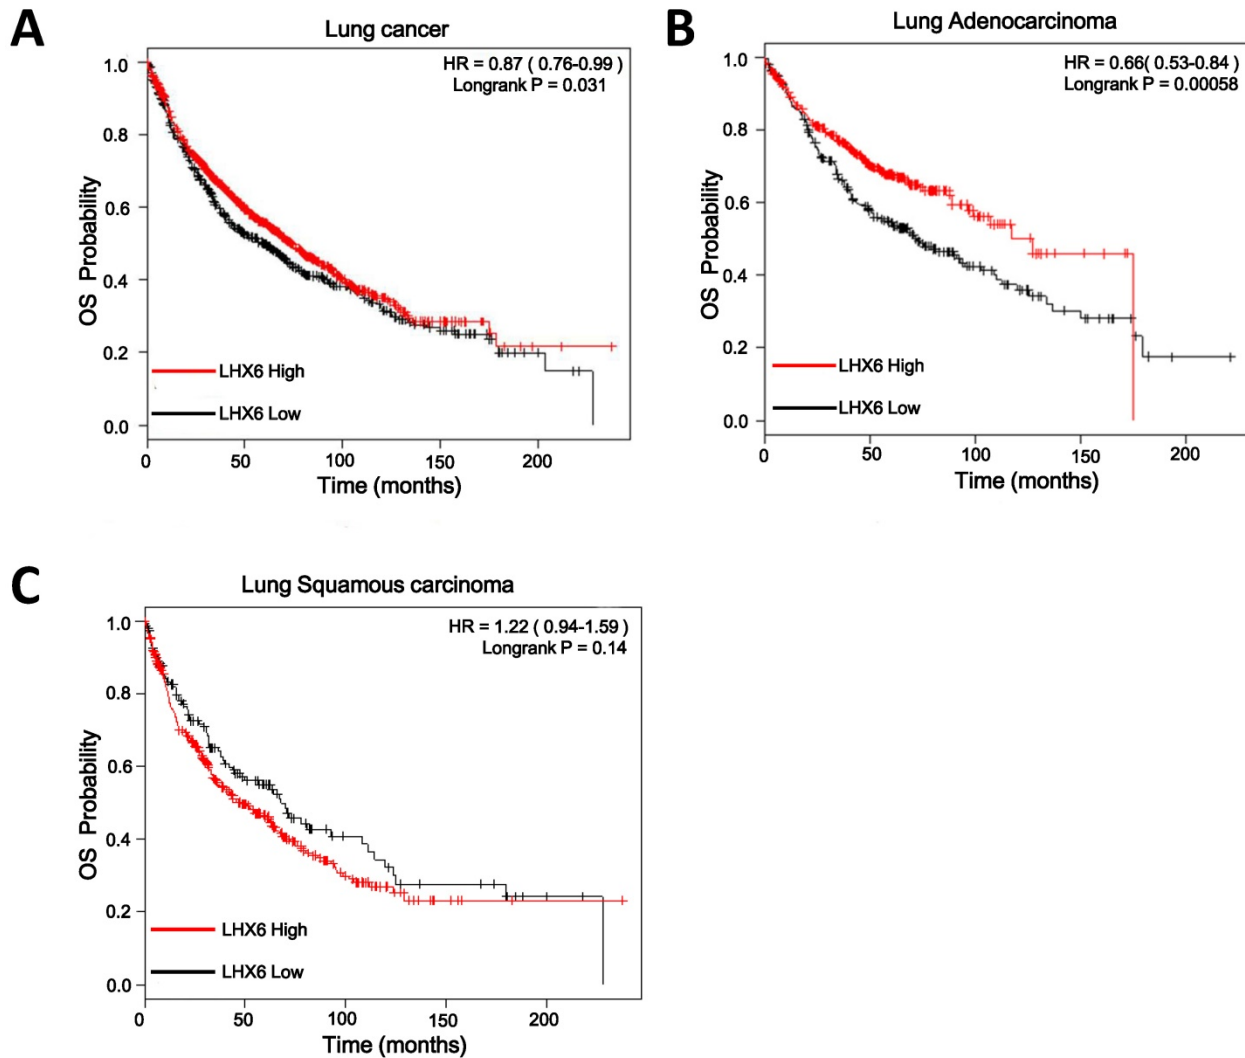 A
Lung cancer
HR = 0.87 ( 0.76-0.99 )
Longrank P = 0.031
1.0
0.8
0.6
0.4
0.2
0.0
OS Probability
LHX6 High
LHX6 Low
0 50 100 150 200
Time (months)
B
Lung Adenocarcinoma
HR = 0.66( 0.53-0.84 )
Longrank P = 0.00058
1.0
0.8
0.6
0.4
0.2
0.0
OS Probability
LHX6 High
LHX6 Low
0 50 100 150 200
Time (months)
C
Lung Squamous carcinoma
HR = 1.22 ( 0.94-1.59 )
Longrank P = 0.14
1.0
0.8
0.6
0.4
0.2
0.0
OS Probability
LHX6 High
LHX6 Low
0 50 100 150 200
Time (months)